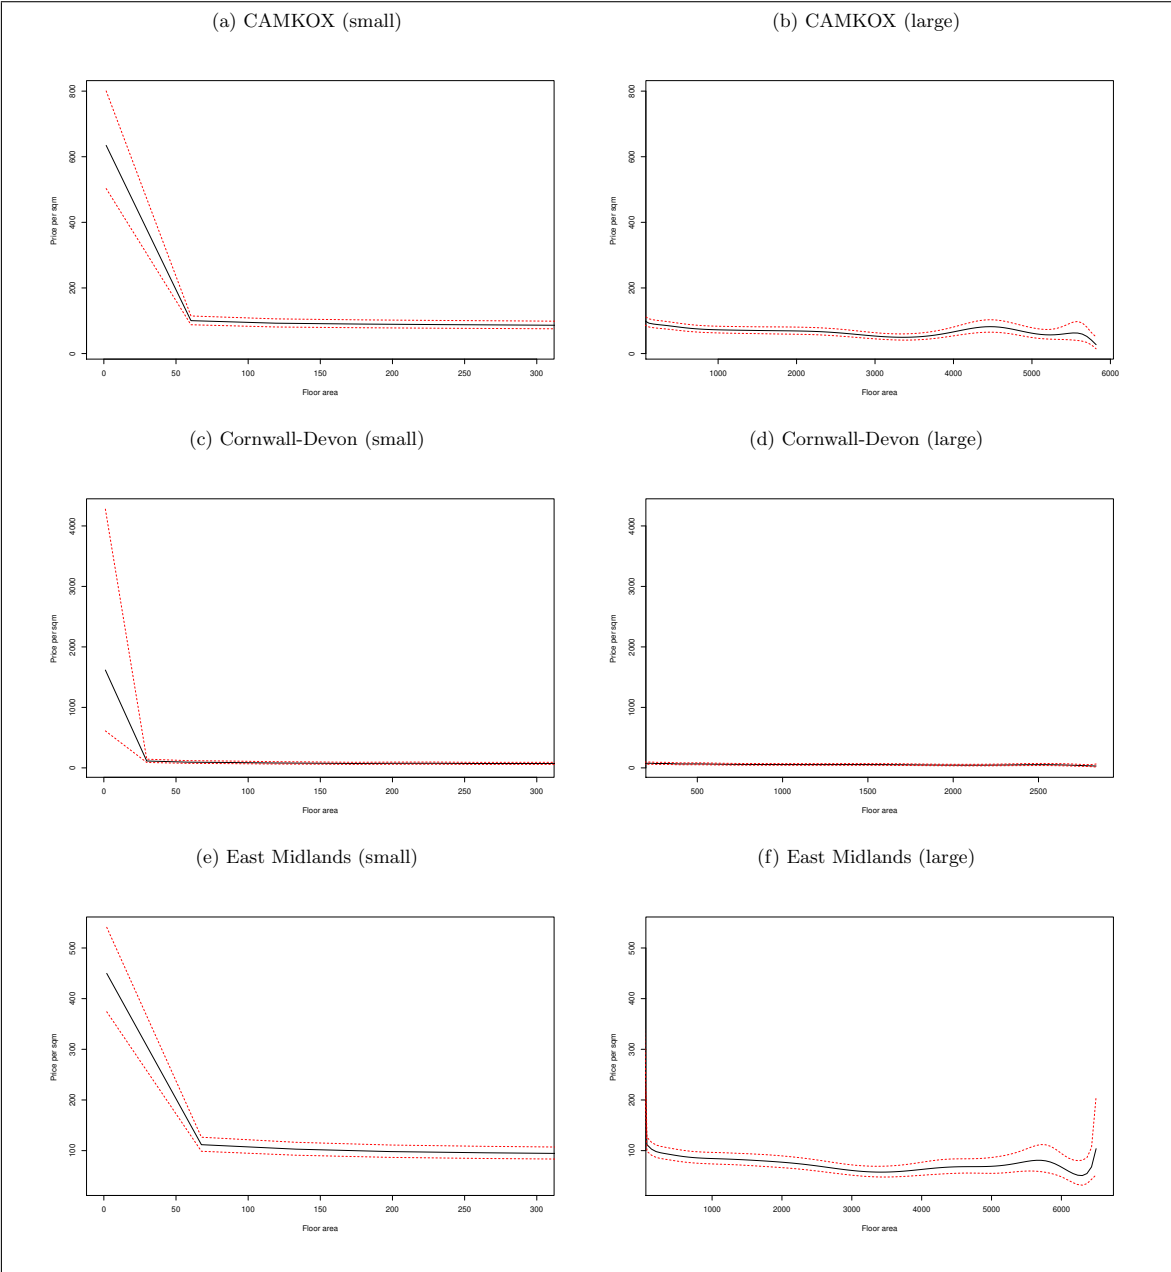 (a) CAMKOX (small)
Price per sqm
800
600
400
200
0
0 50 100 150 200 250 300
Floor area
(b) CAMKOX (large)
Price per sqm
800
600
400
200
0
1000 2000 3000 4000 5000 6000
Floor area
(c) Cornwall-Devon (small)
Price per sqm
4000
3000
2000
1000
0
0 50 100 150 200 250 300
Floor area
(d) Cornwall-Devon (large)
Price per sqm
4000
3000
2000
1000
0
500 1000 1500 2000 2500
Floor area
(e) East Midlands (small)
Price per sqm
500
400
300
200
100
0 50 100 150 200 250 300
Floor area
(f) East Midlands (large)
Price per sqm
500
400
300
200
100
1000 2000 3000 4000 5000 6000
Floor area